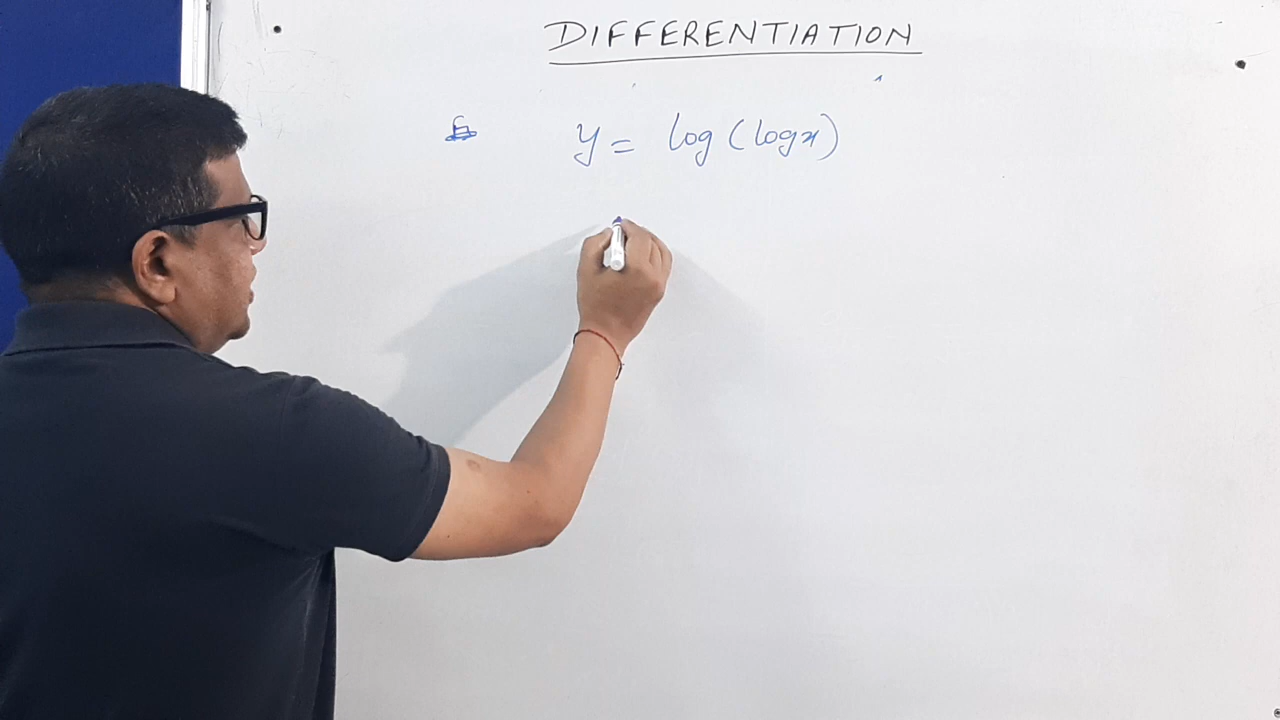 DIFFERENTIATION
y = log (log x)